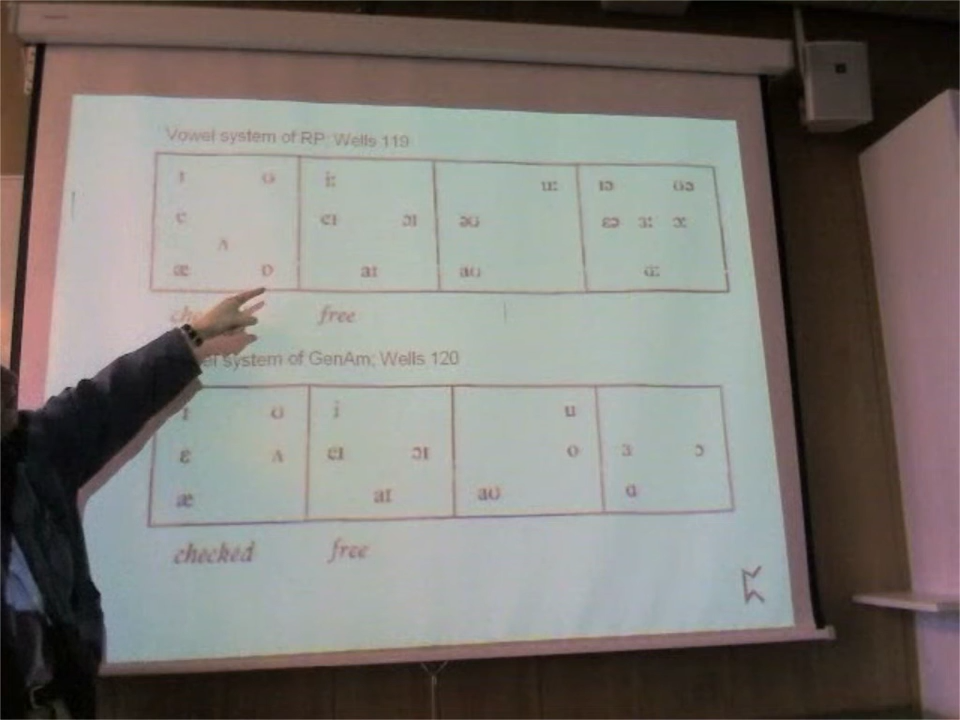 Vowel system of RP; Wells 119
ɪ ʊ iː uː ɪə ʊə
e eɪ ɔɪ əʊ ɛə ɜː ɔː
ʌ
æ ɒ aɪ aʊ ɑː
free
system of GenAm; Wells 120
ɪ ʊ i u
ɛ ʌ eɪ ɔɪ o ɜ ɔ
æ aɪ aʊ ɑ
checked free